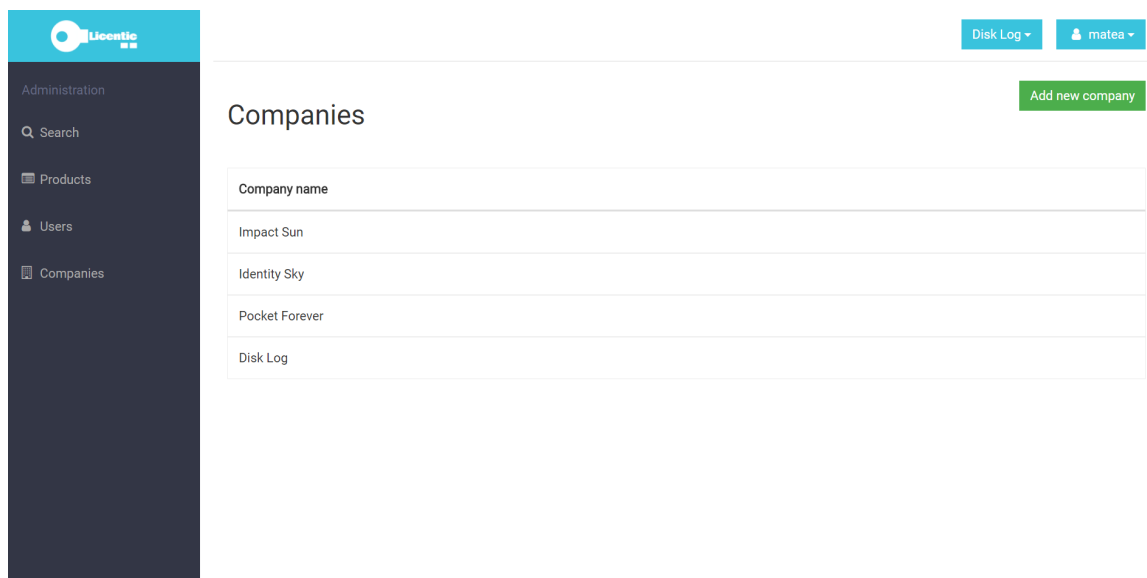 Licentic
Disk Log
matea
Administration
Add new company
Companies
Search
Products
Users
Companies
Company name
Impact Sun
Identity Sky
Pocket Forever
Disk Log